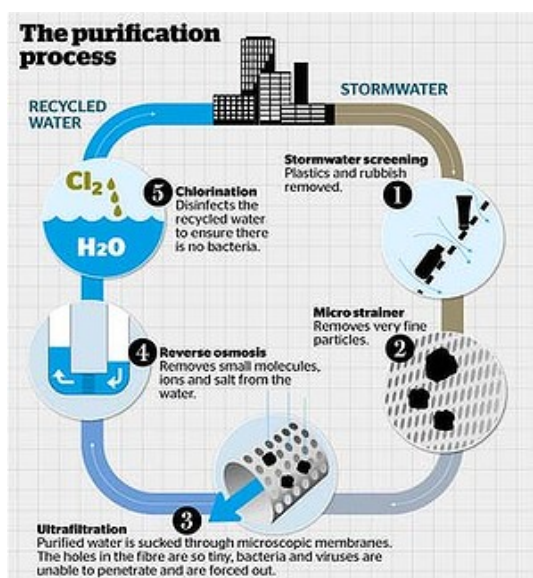 The purification
process
RECYCLED
WATER
STORMWATER
Stormwater screening
Plastics and rubbish
removed.
1
Micro strainer
Removes very fine
particles.
2
3
Ultrafiltration
Purified water is sucked through microscopic membranes.
The holes in the fibre are so tiny, bacteria and viruses are
unable to penetrate and are forced out.
4
Reverse osmosis
Removes small molecules,
ions and salt from the
water.
5
Chlorination
Disinfects the
recycled water
to ensure there
is no bacteria.
Cl2
H2O